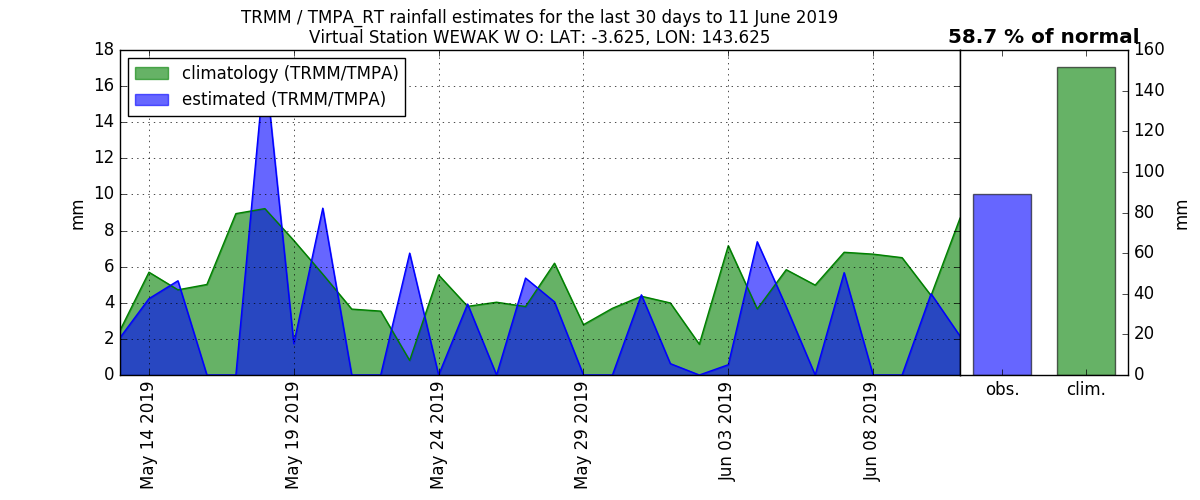 TRMM / TMPA_RT rainfall estimates for the last 30 days to 11 June 2019
Virtual Station WEWAK W O: LAT: -3.625, LON: 143.625
58.7 % of normal
climatology (TRMM/TMPA)
estimated (TRMM/TMPA)
mm
18
16
14
12
10
8
6
4
2
0
May 14 2019
May 19 2019
May 24 2019
May 29 2019
Jun 03 2019
Jun 08 2019
obs.
clim.
160
140
120
100
80
60
40
20
0
mm